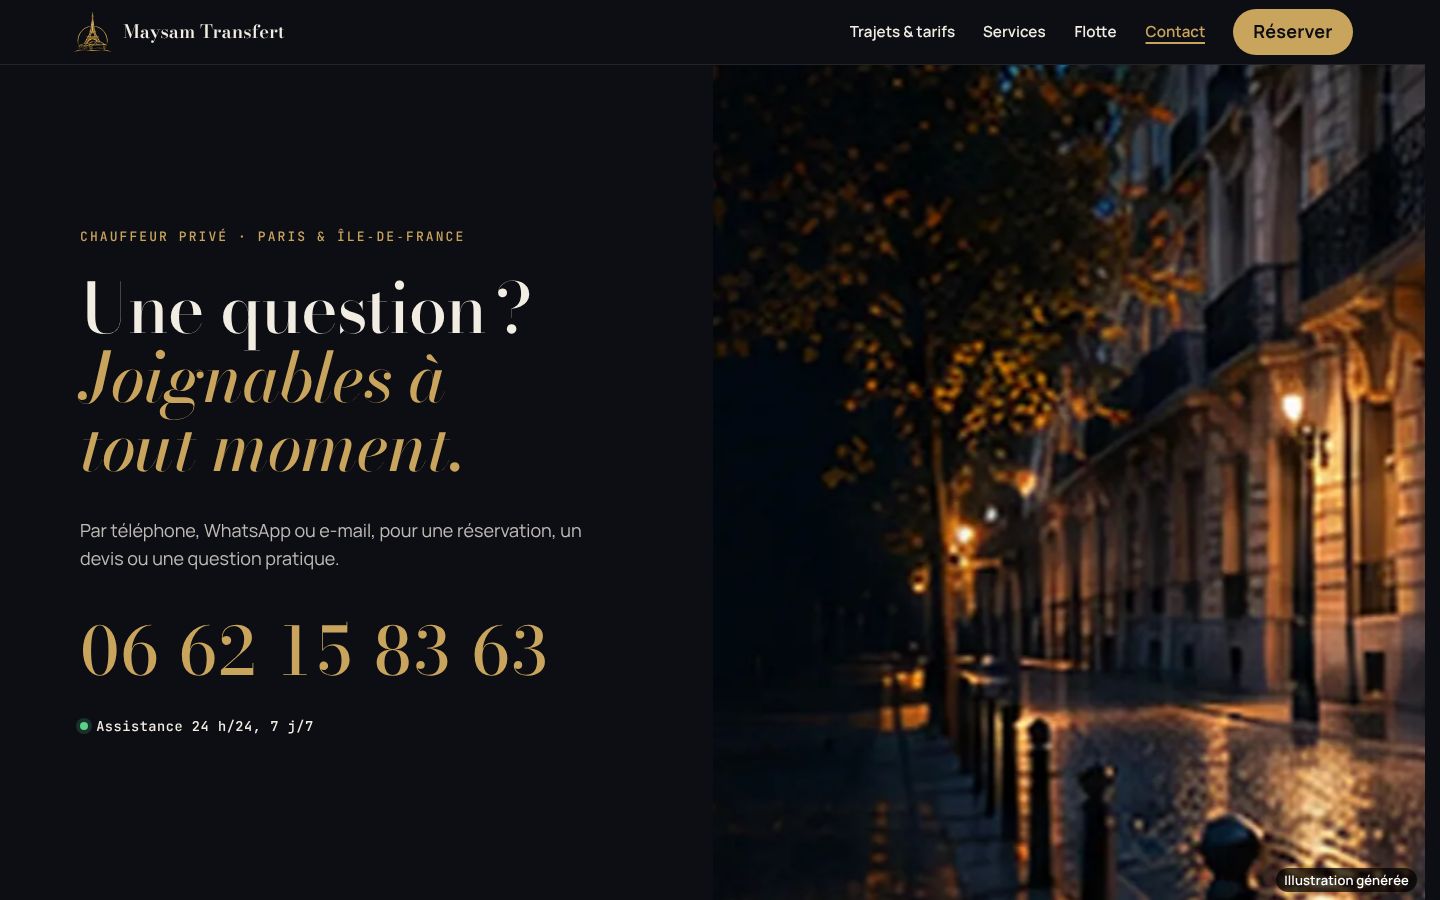 Maysam Transfert
Trajets & tarifs
Services
Flotte
Contact
Réserver
CHAUFFEUR PRIVÉ · PARIS & ÎLE-DE-FRANCE
Une question ?
Joignables à
tout moment.
Par téléphone, WhatsApp ou e-mail, pour une réservation, un
devis ou une question pratique.
06 62 15 83 63
Assistance 24 h/24, 7 j/7
Illustration générée